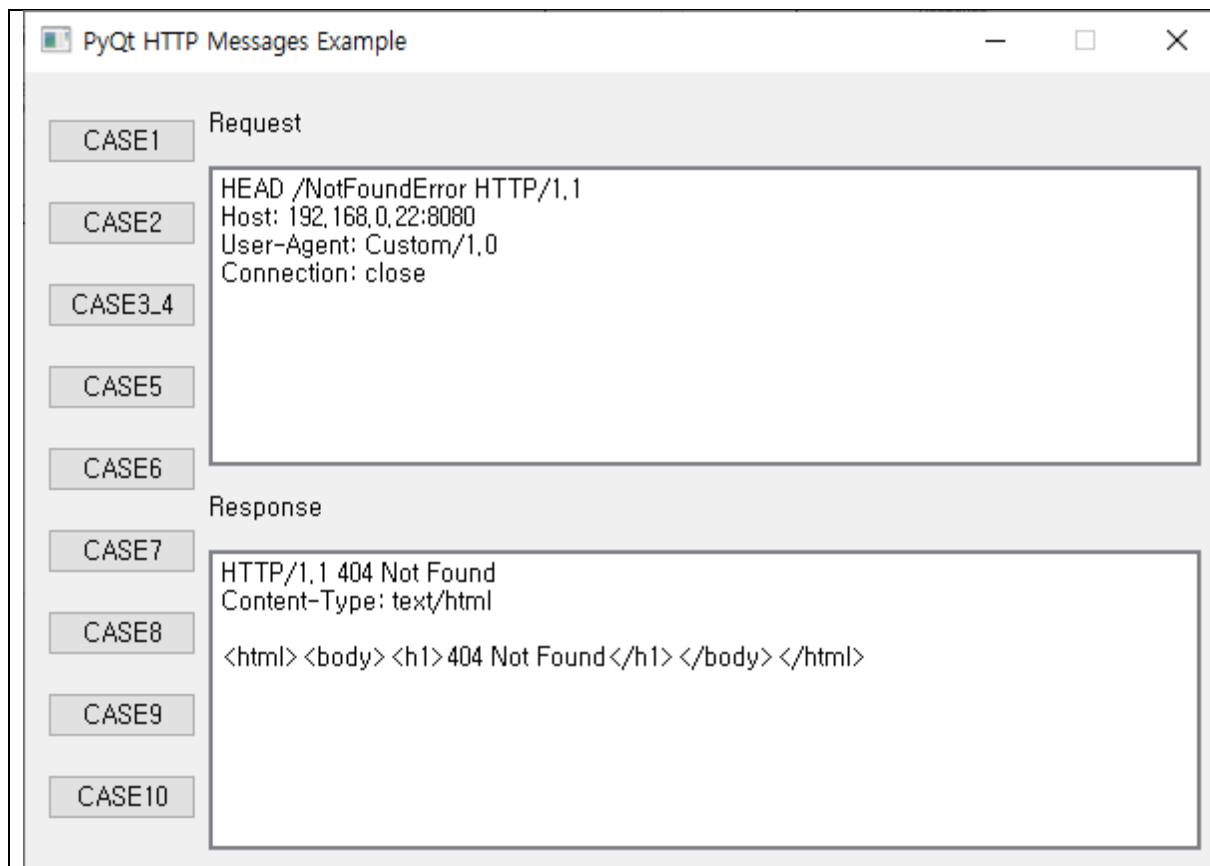 PyQt HTTP Messages Example
CASE1
CASE2
CASE3_4
CASE5
CASE6
CASE7
CASE8
CASE9
CASE10
Request
HEAD /NotFoundError HTTP/1.1
Host: 192.168.0.22:8080
User-Agent: Custom/1.0
Connection: close
Response
HTTP/1.1 404 Not Found
Content-Type: text/html
<html><body><h1>404 Not Found</h1></body></html>